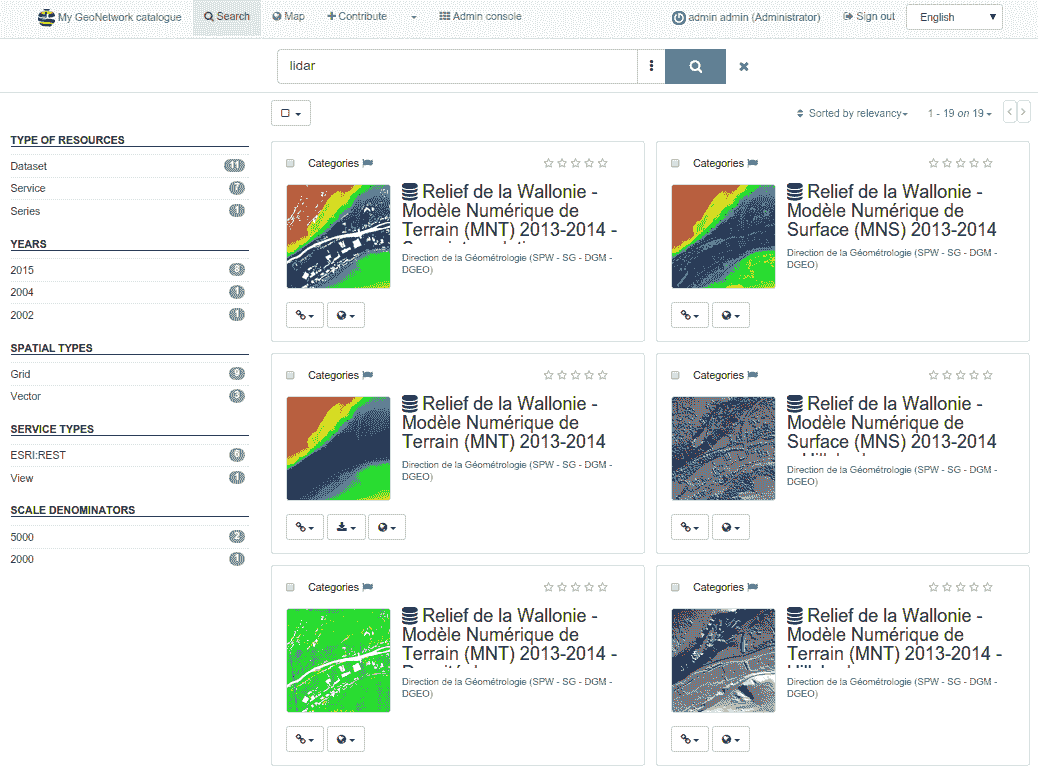 My GeoNetwork catalogue
Search
Map
Contribute
Admin console
admin admin (Administrator)
Sign out
English
lidar
Sorted by relevancy
1 - 19 on 19
TYPE OF RESOURCES
Dataset 11
Service 7
Series 1
YEARS
2015 8
2004 1
2002 1
SPATIAL TYPES
Grid
Vector 3
SERVICE TYPES
ESRI:REST
View 1
SCALE DENOMINATORS
5000 2
2000 1
Categories
Relief de la Wallonie -
Modèle Numérique de
Terrain (MNT) 2013-2014 -
Direction de la Géométrologie (SPW - SG - DGM -
DGEO)
Categories
Relief de la Wallonie -
Modèle Numérique de
Surface (MNS) 2013-2014
Direction de la Géométrologie (SPW - SG - DGM -
DGEO)
Categories
Relief de la Wallonie -
Modèle Numérique de
Terrain (MNT) 2013-2014
Direction de la Géométrologie (SPW - SG - DGM -
DGEO)
Categories
Relief de la Wallonie -
Modèle Numérique de
Surface (MNS) 2013-2014
Direction de la Géométrologie (SPW - SG - DGM -
DGEO)
Categories
Relief de la Wallonie -
Modèle Numérique de
Terrain (MNT) 2013-2014 -
Direction de la Géométrologie (SPW - SG - DGM -
DGEO)
Categories
Relief de la Wallonie -
Modèle Numérique de
Terrain (MNT) 2013-2014 -
Direction de la Géométrologie (SPW - SG - DGM -
DGEO)